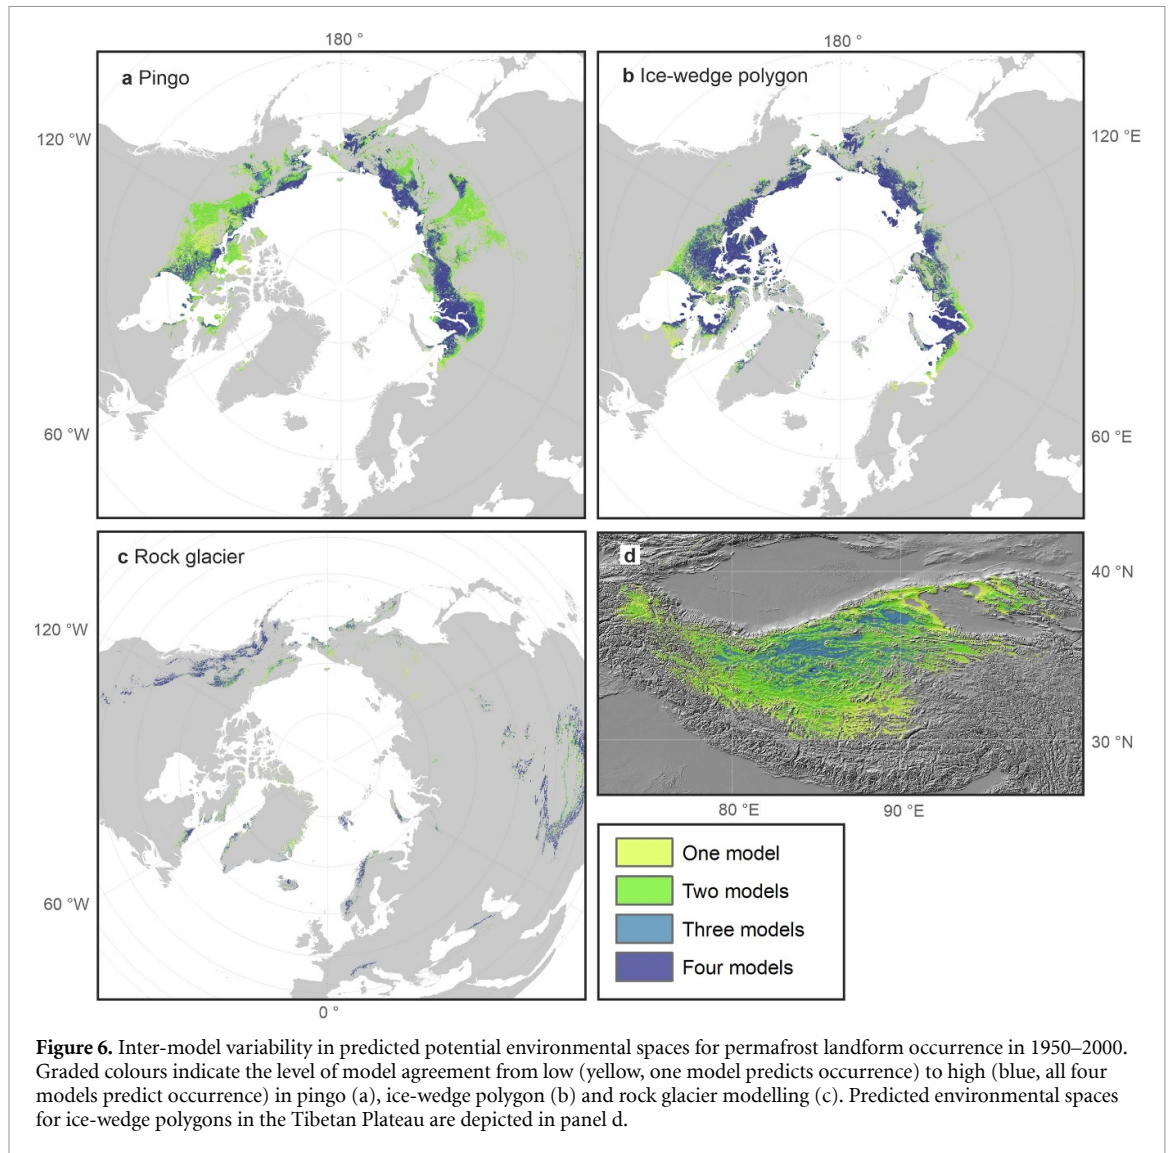 180 °
180 °
a Pingo
b Ice-wedge polygon
120 °W
120 °E
60 °W
60 °E
c Rock glacier
d
40 °N
120 °W
30 °N
80 °E
90 °E
One model
Two models
Three models
Four models
60 °W
0 °
Figure 6. Inter-model variability in predicted potential environmental spaces for permafrost landform occurrence in 1950–2000.
Graded colours indicate the level of model agreement from low (yellow, one model predicts occurrence) to high (blue, all four
models predict occurrence) in pingo (a), ice-wedge polygon (b) and rock glacier modelling (c). Predicted environmental spaces
for ice-wedge polygons in the Tibetan Plateau are depicted in panel d.